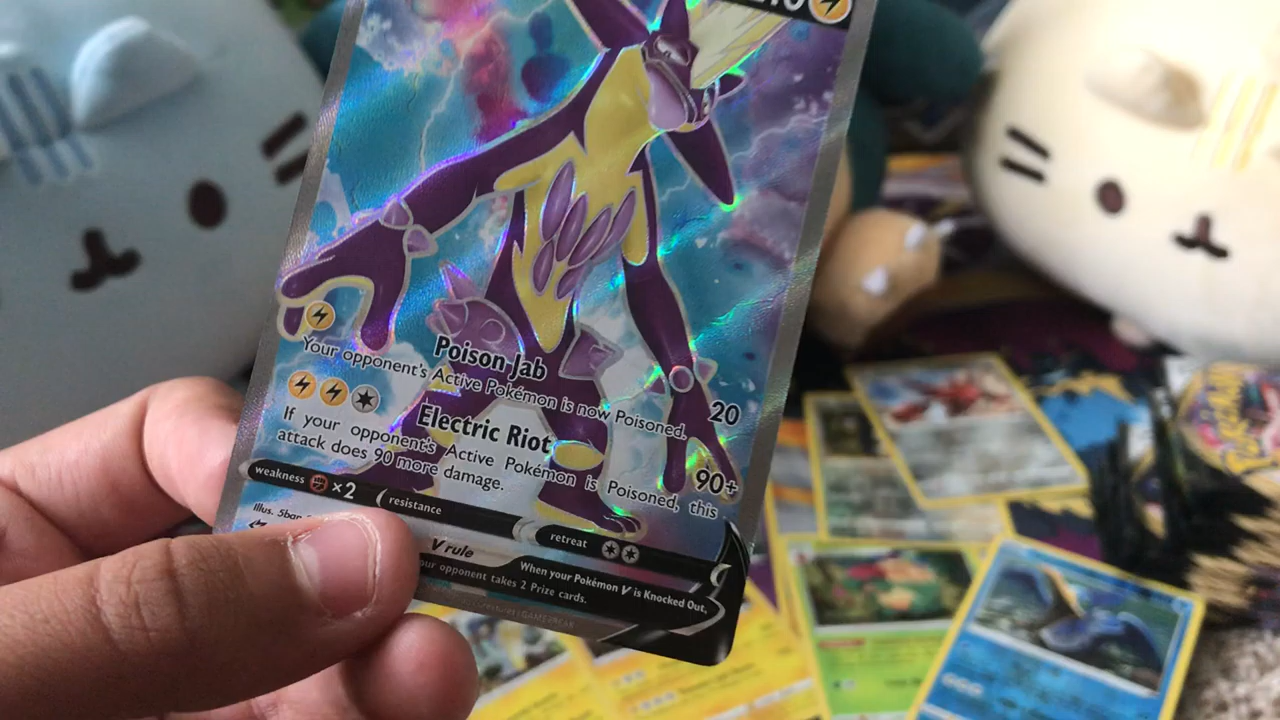 Poison Jab
20
Your opponent's Active Pokémon is now Poisoned.
Electric Riot
90+
If your opponent's Active Pokémon is Poisoned, this
attack does 90 more damage.
weakness ×2
resistance
retreat
Illus. 5ban
V rule
When your Pokémon V is Knocked Out,
your opponent takes 2 Prize cards.